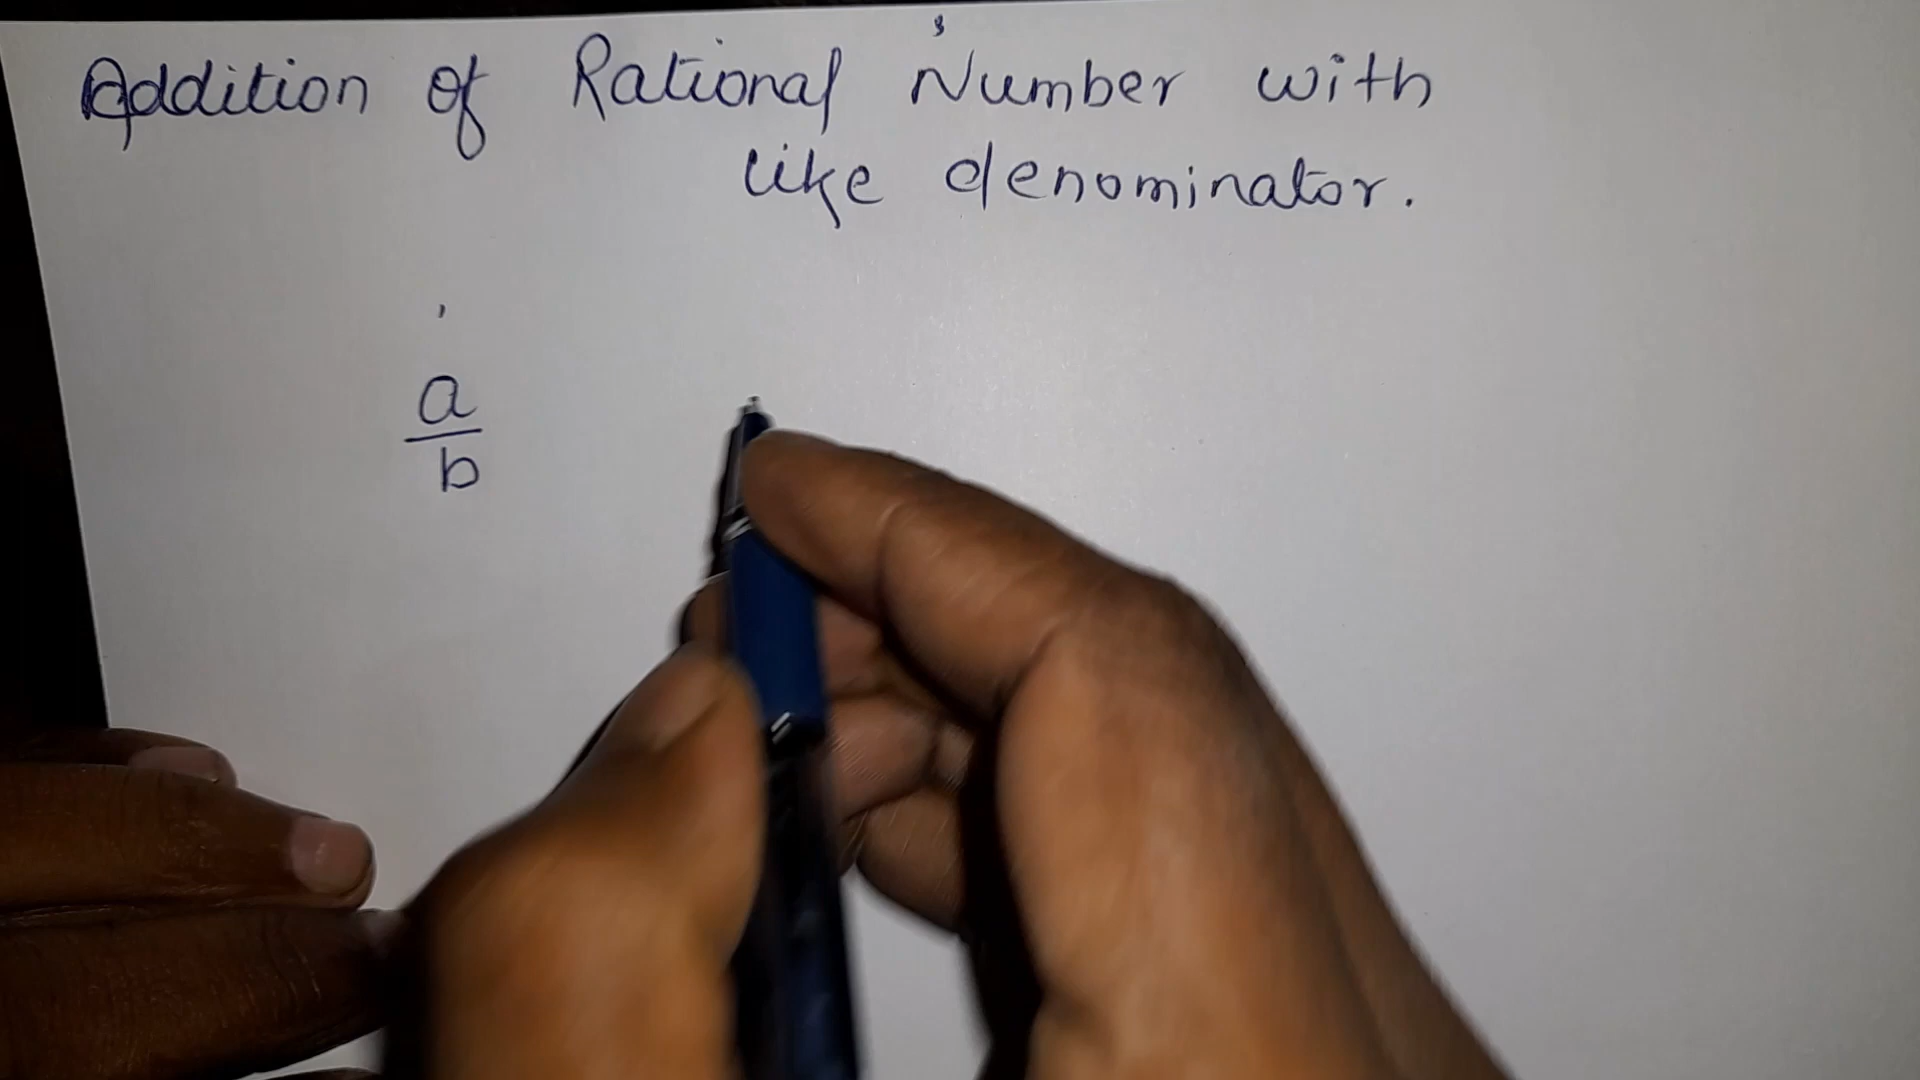 Addition of Rational Number with
like denominator.
a
b